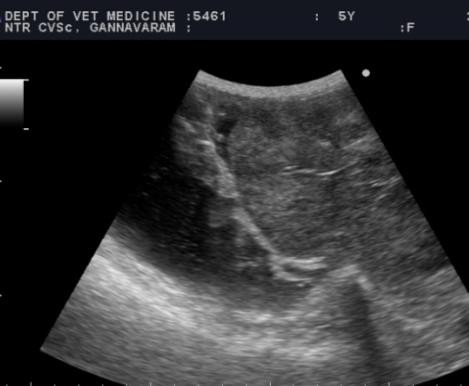 DEPT OF VET MEDICINE :5461 : 5Y
NTR CVSc, GANNAVARAM : :F